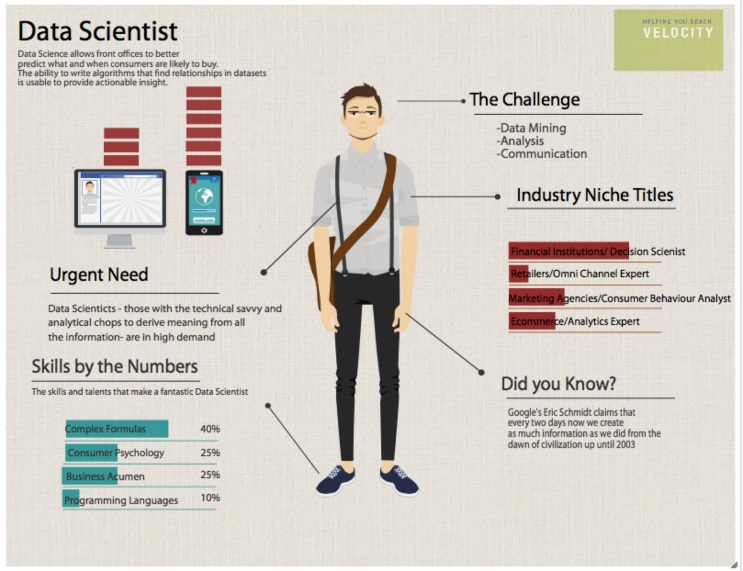 Data Scientist
Data Science allows front offices to better
predict what and when consumers are likely to buy.
The ability to write algorithms that find relationships in datasets
is usable to provide actionable insight.
HELPING YOU REACH
VELOCITY
The Challenge
-Data Mining
-Analysis
-Communication
Industry Niche Titles
Financial Institutions/ Decision Scientist
Retailers/Omni Channel Expert
Marketing Agencies/Consumer Behaviour Analyst
Ecommerce/Analytics Expert
Urgent Need
Data Scienticts - those with the technical savvy and
analytical chops to derive meaning from all
the information- are in high demand
Skills by the Numbers
The skills and talents that make a fantastic Data Scientist
Complex Formulas 40%
Consumer Psychology 25%
Business Acumen 25%
Programming Languages 10%
Did you Know?
Google's Eric Schmidt claims that
every two days now we create
as much information as we did from the
dawn of civilization up until 2003